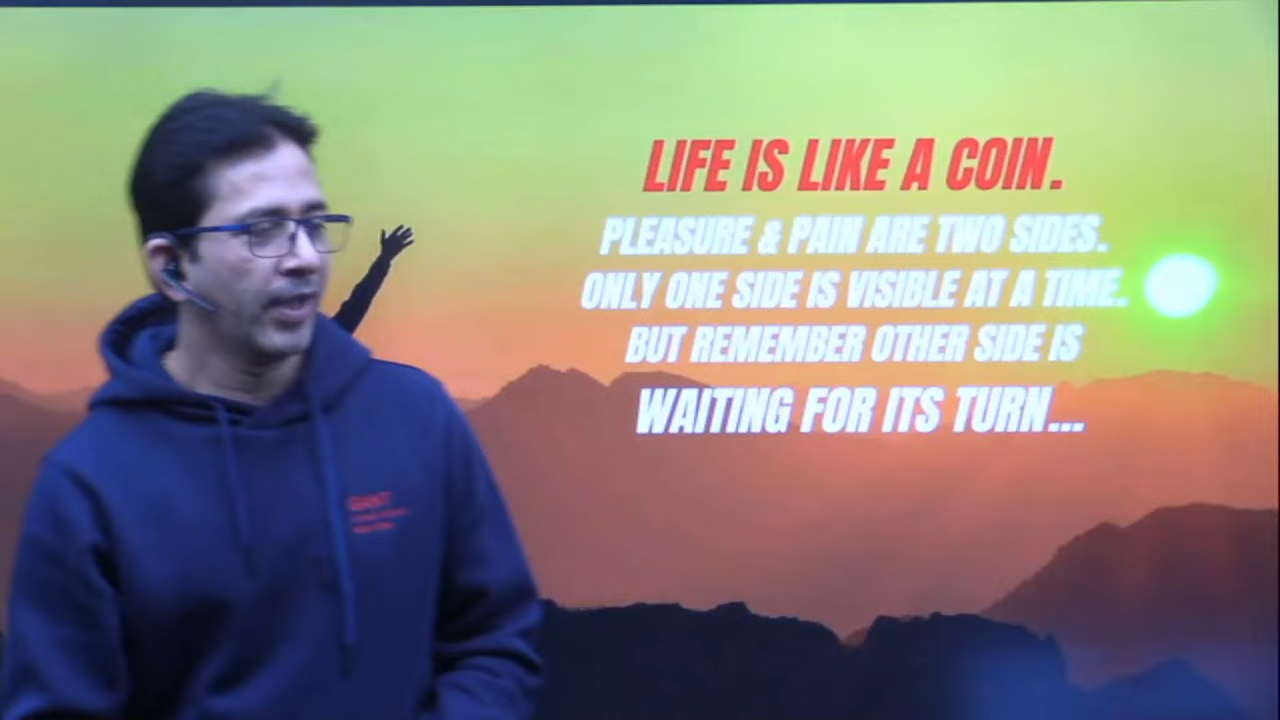 LIFE IS LIKE A COIN.
PLEASURE & PAIN ARE TWO SIDES.
ONLY ONE SIDE IS VISIBLE AT A TIME.
BUT REMEMBER OTHER SIDE IS
WAITING FOR ITS TURN...
GANT